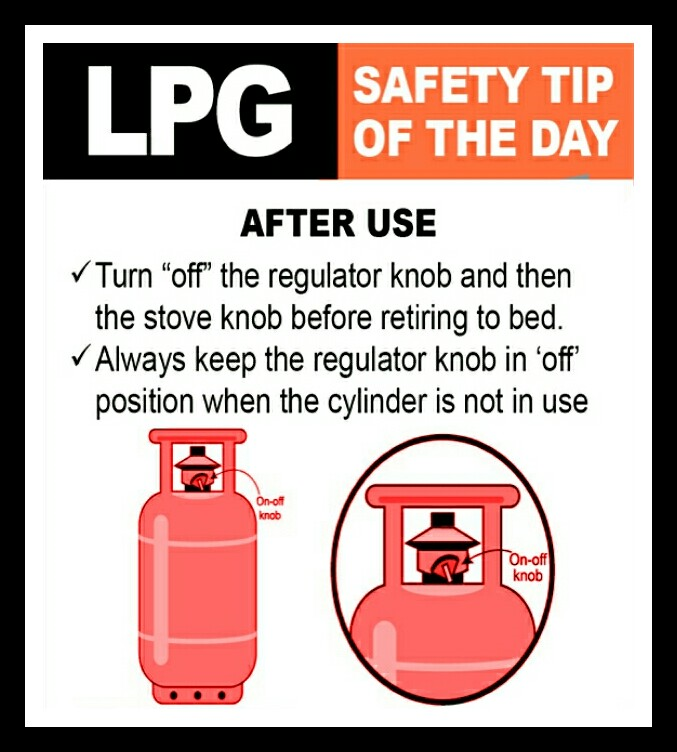 LPG
SAFETY TIP
OF THE DAY
AFTER USE
✓ Turn “off” the regulator knob and then
the stove knob before retiring to bed.
✓ Always keep the regulator knob in ‘off’
position when the cylinder is not in use
On-off
knob
On-off
knob